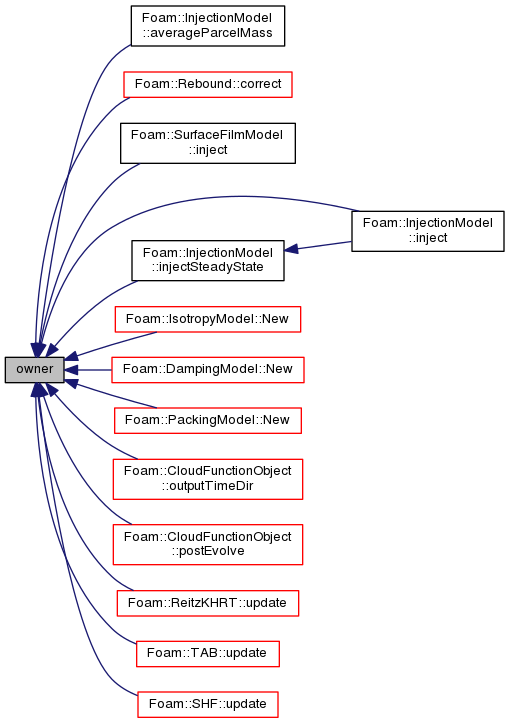 Foam::InjectionModel
::averageParcelMass
Foam::Rebound::correct
Foam::SurfaceFilmModel
::inject
Foam::InjectionModel
::inject
Foam::InjectionModel
::injectSteadyState
Foam::IsotropyModel::New
owner
Foam::DampingModel::New
Foam::PackingModel::New
Foam::CloudFunctionObject
::outputTimeDir
Foam::CloudFunctionObject
::postEvolve
Foam::ReitzKHRT::update
Foam::TAB::update
Foam::SHF::update